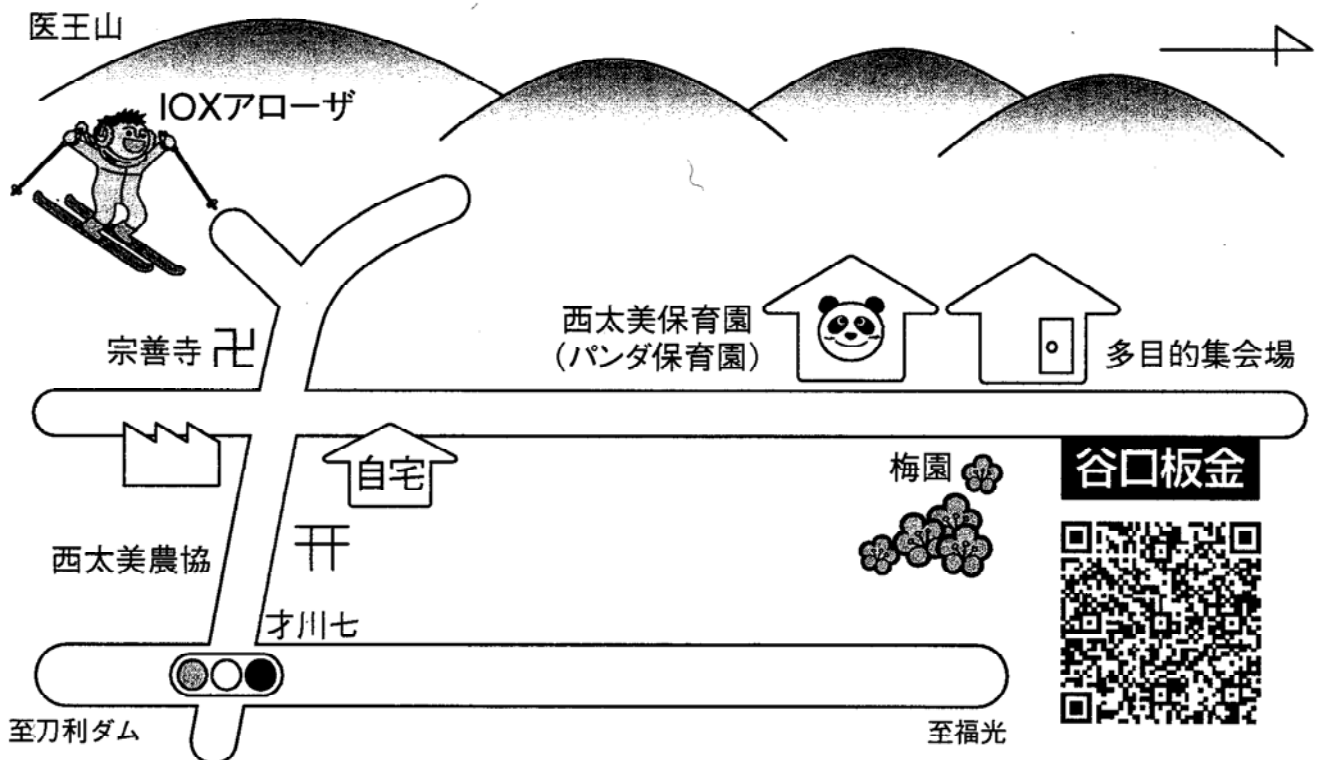 医王山
IOXアローザ
西太美保育園
(パンダ保育園)
宗善寺
多目的集会場
自宅
梅園
谷口板金
西太美農協
才川七
至刀利ダム
至福光